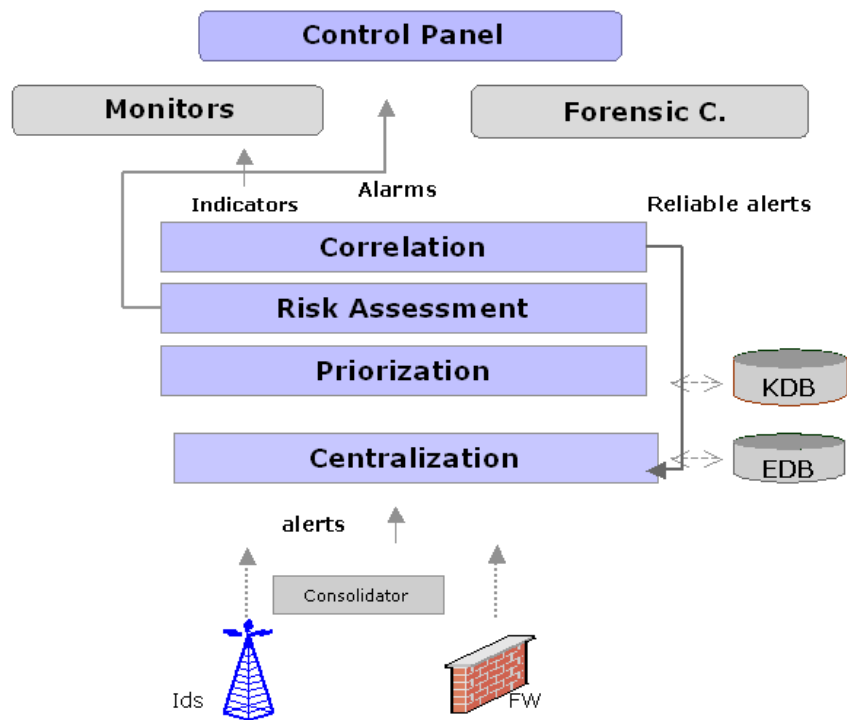 Control Panel
Monitors
Forensic C.
Alarms
Indicators
Reliable alerts
Correlation
Risk Assessment
Priorization
KDB
Centralization
EDB
alerts
Consolidator
Ids
FW